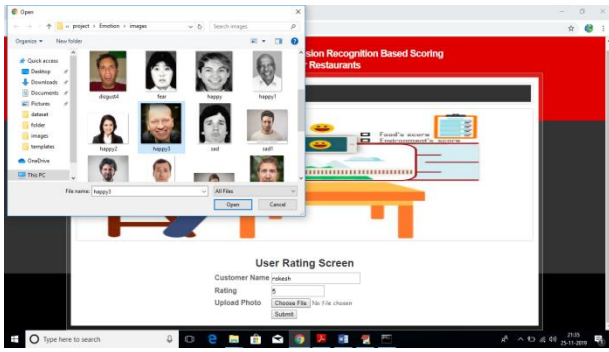 Open
« project › Emotion › images
Search images
Organize
New folder
Quick access
Desktop
Downloads
Documents
Pictures
dataset
folder
images
templates
OneDrive
This PC
disgust4
fear
happy
happy1
happy2
happy3
sad
sad1
File name:
happy3
All Files
Open
Cancel
sion Recognition Based Scoring
Restaurants
Food's score
Environment's score
User Rating Screen
Customer Name
Rating
5
Upload Photo
Choose File
No file chosen
Submit
Type here to search
21:35
25-11-2019